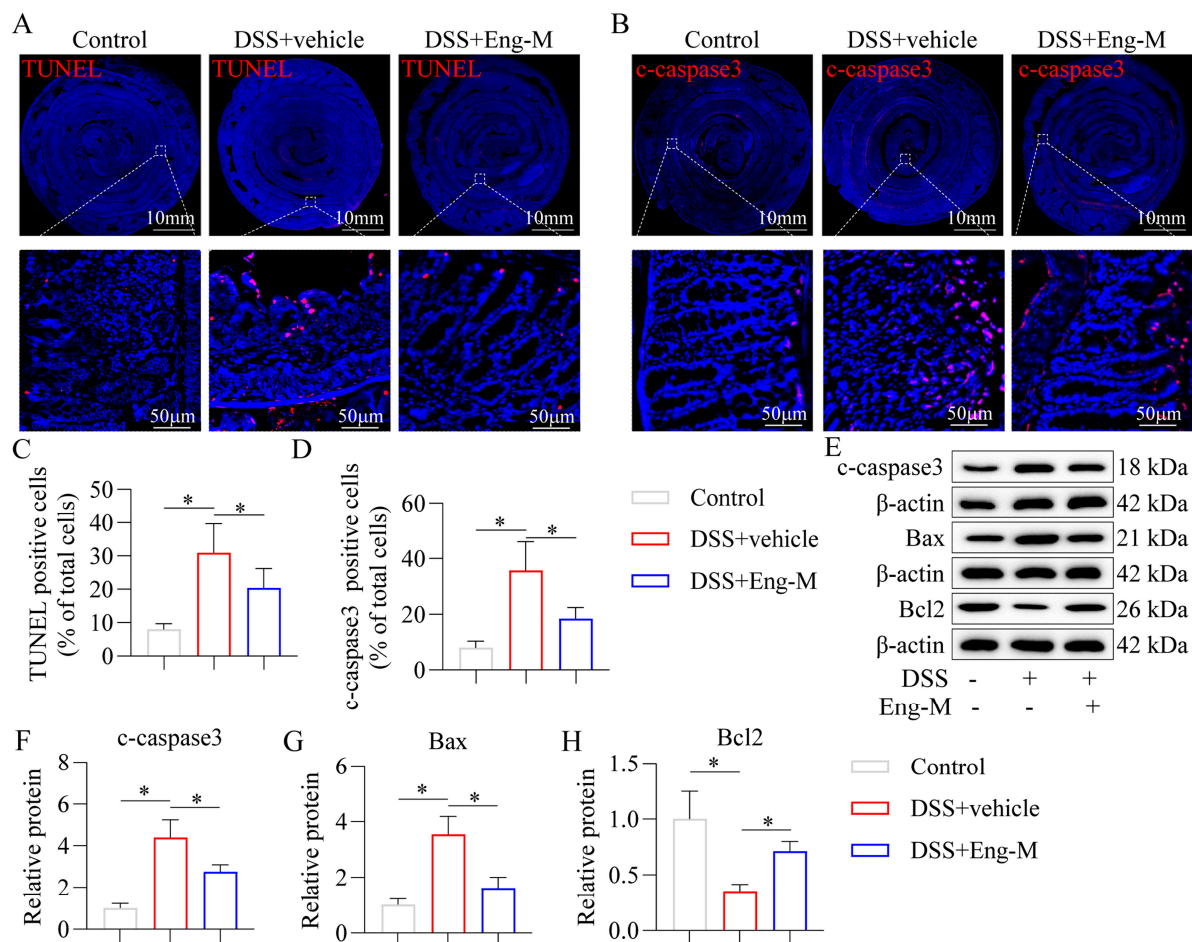 A
Control
DSS+vehicle
DSS+Eng-M
TUNEL
TUNEL
TUNEL
10mm
10mm
10mm
50μm
50μm
50μm
B
Control
DSS+vehicle
DSS+Eng-M
c-caspase3
c-caspase3
c-caspase3
10mm
10mm
10mm
50μm
50μm
50μm
C
TUNEL positive cells
(% of total cells)
50
40
30
20
10
0
*
*
D
c-caspase3 positive cells
(% of total cells)
60
40
20
0
*
*
Control
DSS+vehicle
DSS+Eng-M
E
c-caspase3
18 kDa
β-actin
42 kDa
Bax
21 kDa
β-actin
42 kDa
Bcl2
26 kDa
β-actin
42 kDa
DSS - + +
Eng-M - - +
F
c-caspase3
Relative protein
8
6
4
2
0
*
*
G
Bax
Relative protein
6
4
2
0
*
*
H
Bcl2
Relative protein
1.5
1.0
0.5
0.0
*
*
Control
DSS+vehicle
DSS+Eng-M